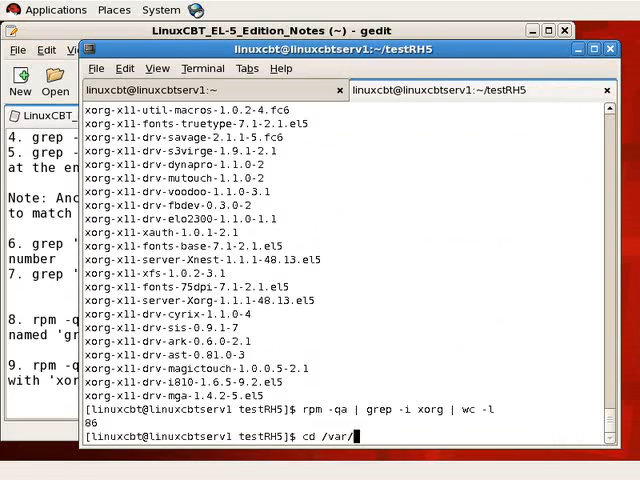 Applications Places System
LinuxCBT_EL-5_Edition_Notes (~) - gedit
File Edit
New Open
LinuxCBT_
4. grep -
5. grep -
at the en
Note: Anc
to match
6. grep '
number
7. grep '
8. rpm -q
named 'gr
9. rpm -q
with 'xor
linuxcbt@linuxcbtserv1:~/testRH5
File Edit View Terminal Tabs Help
linuxcbt@linuxcbtserv1:~
linuxcbt@linuxcbtserv1:~/testRH5
xorg-x11-util-macros-1.0.2-4.fc6
xorg-x11-fonts-truetype-7.1-2.1.el5
xorg-x11-drv-savage-2.1.1-5.fc6
xorg-x11-drv-s3virge-1.9.1-2.1
xorg-x11-drv-dynapro-1.1.0-2
xorg-x11-drv-mutouch-1.1.0-2
xorg-x11-drv-voodoo-1.1.0-3.1
xorg-x11-drv-fbdev-0.3.0-2
xorg-x11-drv-elo2300-1.1.0-1.1
xorg-x11-xauth-1.0.1-2.1
xorg-x11-fonts-base-7.1-2.1.el5
xorg-x11-server-Xnest-1.1.1-48.13.el5
xorg-x11-xfs-1.0.2-3.1
xorg-x11-fonts-75dpi-7.1-2.1.el5
xorg-x11-server-Xorg-1.1.1-48.13.el5
xorg-x11-drv-cyrix-1.1.0-4
xorg-x11-drv-sis-0.9.1-7
xorg-x11-drv-ark-0.6.0-2.1
xorg-x11-drv-ast-0.81.0-3
xorg-x11-drv-magictouch-1.0.0.5-2.1
xorg-x11-drv-i810-1.6.5-9.2.el5
xorg-x11-drv-mga-1.4.2-5.el5
[linuxcbt@linuxcbtserv1 testRH5]$ rpm -qa | grep -i xorg | wc -l
86
[linuxcbt@linuxcbtserv1 testRH5]$ cd /var/